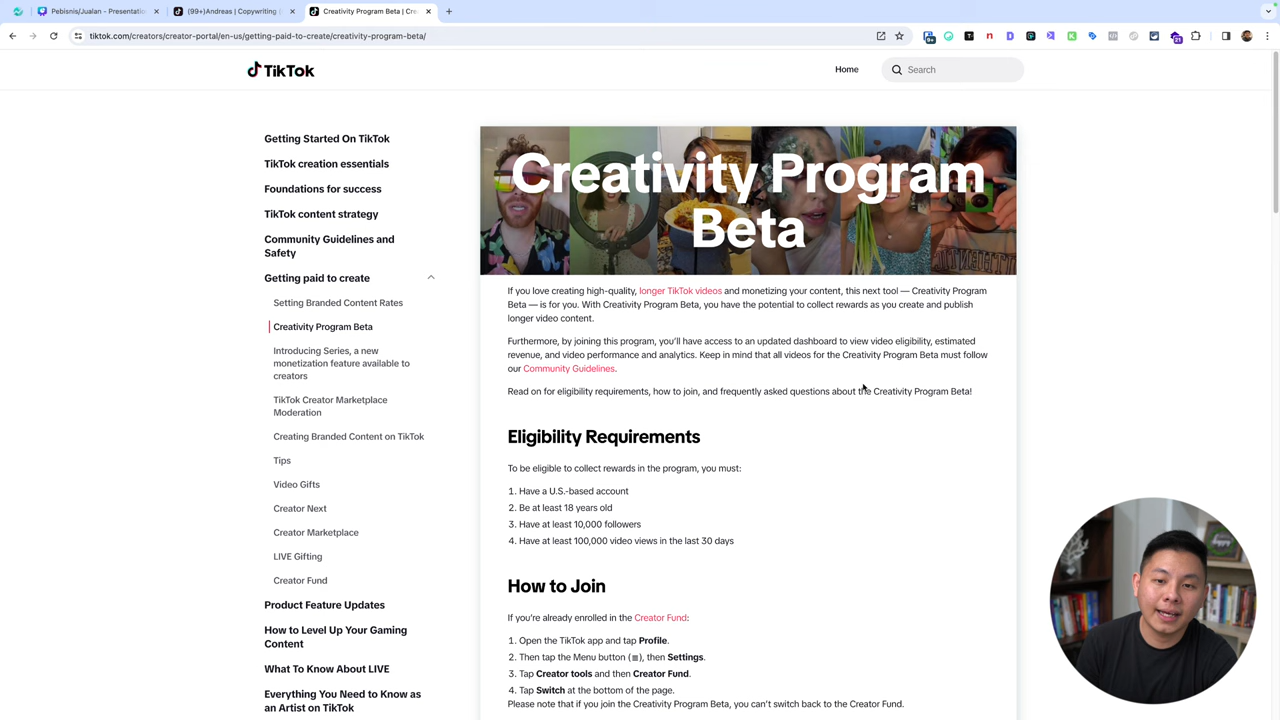 Pebisnis/Jualan - Presentatio
(99+)Andreas | Copywriting
Creativity Program Beta | Cre
tiktok.com/creators/creator-portal/en-us/getting-paid-to-create/creativity-program-beta/
TikTok
Home
Search
Getting Started On TikTok
TikTok creation essentials
Foundations for success
TikTok content strategy
Community Guidelines and
Safety
Getting paid to create
Setting Branded Content Rates
Creativity Program Beta
Introducing Series, a new
monetization feature available to
creators
TikTok Creator Marketplace
Moderation
Creating Branded Content on TikTok
Tips
Video Gifts
Creator Next
Creator Marketplace
LIVE Gifting
Creator Fund
Product Feature Updates
How to Level Up Your Gaming
Content
What To Know About LIVE
Everything You Need to Know as
an Artist on TikTok
Creativity Program
Beta
If you love creating high-quality, longer TikTok videos and monetizing your content, this next tool — Creativity Program
Beta — is for you. With Creativity Program Beta, you have the potential to collect rewards as you create and publish
longer video content.
Furthermore, by joining this program, you'll have access to an updated dashboard to view video eligibility, estimated
revenue, and video performance and analytics. Keep in mind that all videos for the Creativity Program Beta must follow
our Community Guidelines.
Read on for eligibility requirements, how to join, and frequently asked questions about the Creativity Program Beta!
Eligibility Requirements
To be eligible to collect rewards in the program, you must:
1. Have a U.S.-based account
2. Be at least 18 years old
3. Have at least 10,000 followers
4. Have at least 100,000 video views in the last 30 days
How to Join
If you're already enrolled in the Creator Fund:
1. Open the TikTok app and tap Profile.
2. Then tap the Menu button (≡), then Settings.
3. Tap Creator tools and then Creator Fund.
4. Tap Switch at the bottom of the page.
Please note that if you join the Creativity Program Beta, you can't switch back to the Creator Fund.